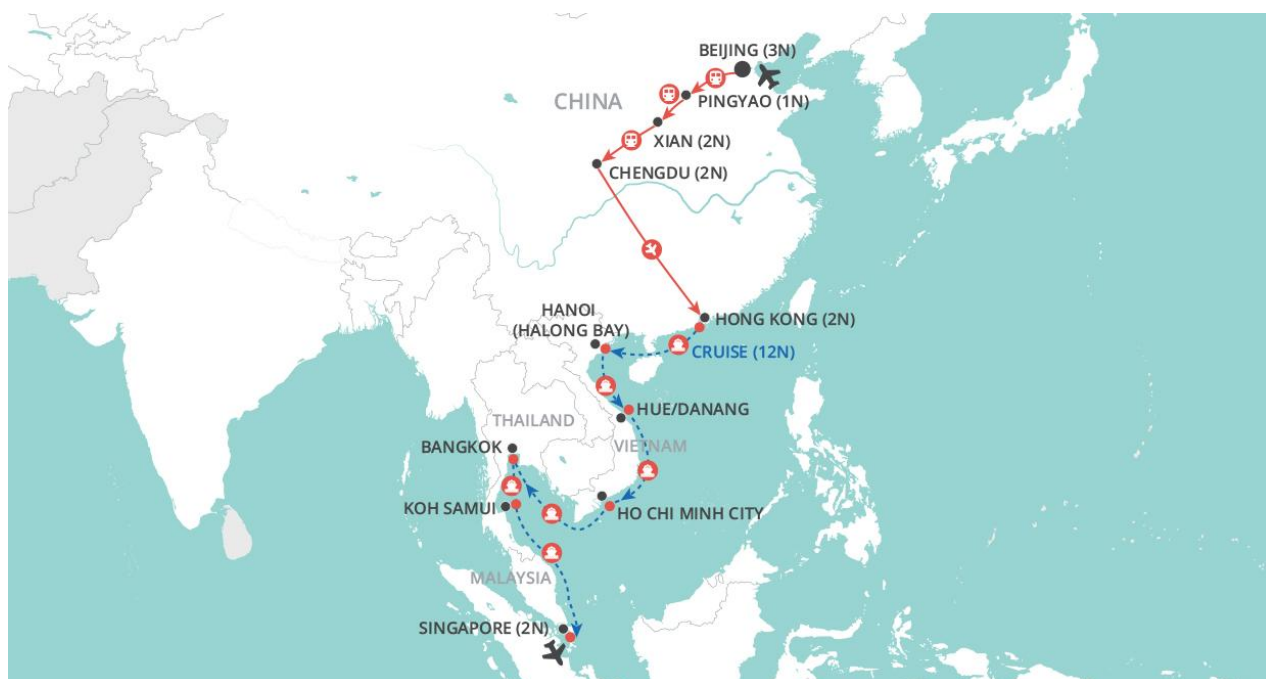 BEIJING (3N)
CHINA
PINGYAO (1N)
XIAN (2N)
CHENGDU (2N)
HONG KONG (2N)
HANOI
(HALONG BAY)
CRUISE (12N)
HUE/DANANG
THAILAND
VIETNAM
BANGKOK
KOH SAMUI
HO CHI MINH CITY
MALAYSIA
SINGAPORE (2N)